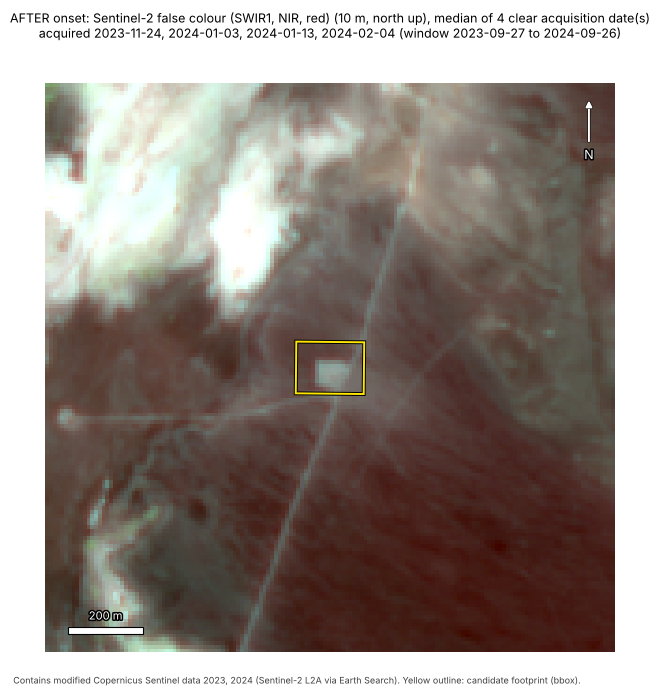 AFTER onset: Sentinel-2 false colour (SWIR1, NIR, red) (10 m, north up), median of 4 clear acquisition date(s)
acquired 2023-11-24, 2024-01-03, 2024-01-13, 2024-02-04 (window 2023-09-27 to 2024-09-26)
N
200 m
Contains modified Copernicus Sentinel data 2023, 2024 (Sentinel-2 L2A via Earth Search). Yellow outline: candidate footprint (bbox).